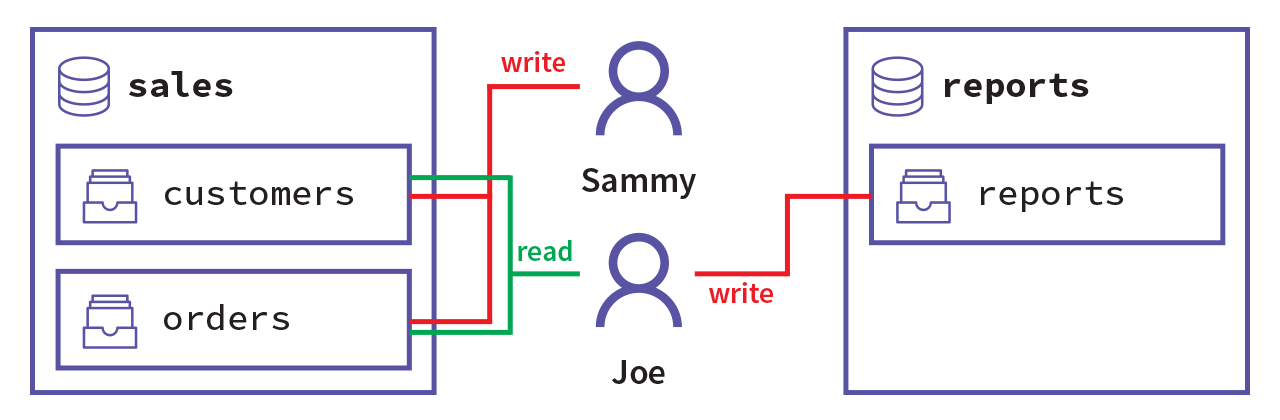 sales
customers
orders
write
Sammy
read
Joe
write
reports
reports